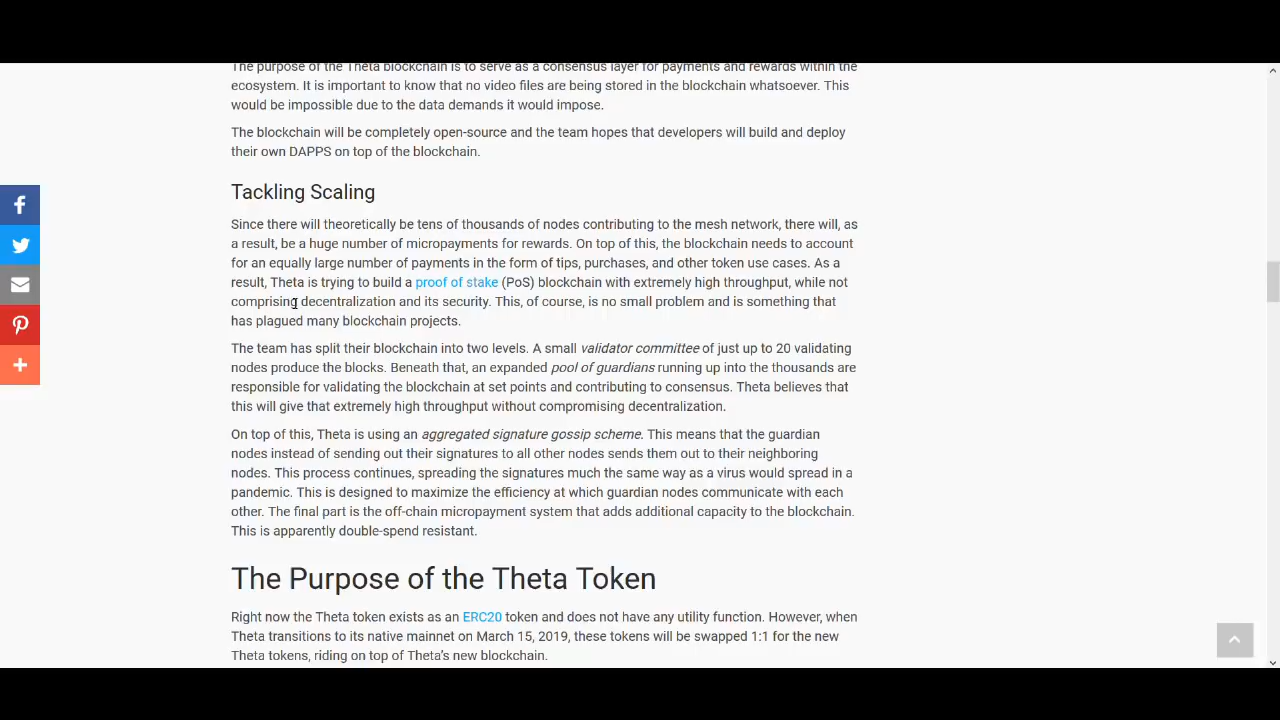 The purpose of the Theta blockchain is to serve as a consensus layer for payments and rewards within the
ecosystem. It is important to know that no video files are being stored in the blockchain whatsoever. This
would be impossible due to the data demands it would impose.
The blockchain will be completely open-source and the team hopes that developers will build and deploy
their own DAPPS on top of the blockchain.
Tackling Scaling
Since there will theoretically be tens of thousands of nodes contributing to the mesh network, there will, as
a result, be a huge number of micropayments for rewards. On top of this, the blockchain needs to account
for an equally large number of payments in the form of tips, purchases, and other token use cases. As a
result, Theta is trying to build a proof of stake (PoS) blockchain with extremely high throughput, while not
comprising decentralization and its security. This, of course, is no small problem and is something that
has plagued many blockchain projects.
The team has split their blockchain into two levels. A small validator committee of just up to 20 validating
nodes produce the blocks. Beneath that, an expanded pool of guardians running up into the thousands are
responsible for validating the blockchain at set points and contributing to consensus. Theta believes that
this will give that extremely high throughput without compromising decentralization.
On top of this, Theta is using an aggregated signature gossip scheme. This means that the guardian
nodes instead of sending out their signatures to all other nodes sends them out to their neighboring
nodes. This process continues, spreading the signatures much the same way as a virus would spread in a
pandemic. This is designed to maximize the efficiency at which guardian nodes communicate with each
other. The final part is the off-chain micropayment system that adds additional capacity to the blockchain.
This is apparently double-spend resistant.
The Purpose of the Theta Token
Right now the Theta token exists as an ERC20 token and does not have any utility function. However, when
Theta transitions to its native mainnet on March 15, 2019, these tokens will be swapped 1:1 for the new
Theta tokens, riding on top of Theta's new blockchain.